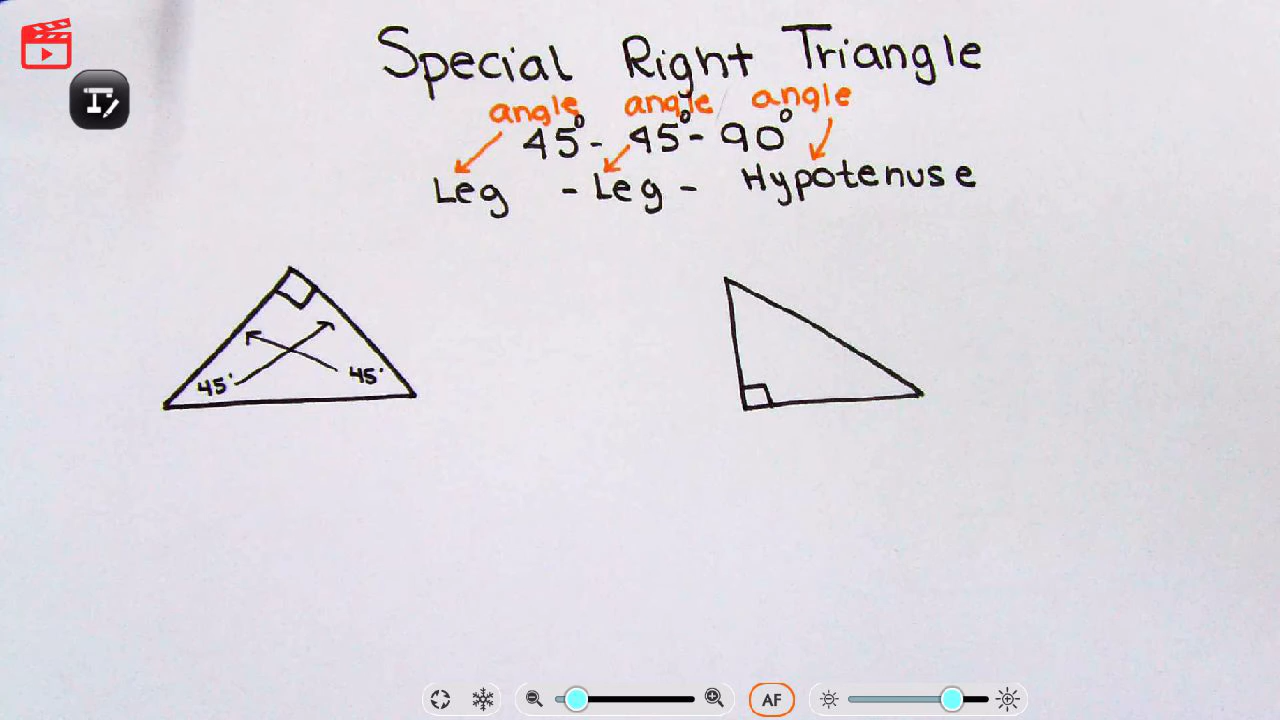 Special Right Triangle
angle angle angle
45° - 45° - 90°
Leg - Leg - Hypotenuse
45° 45°
AF